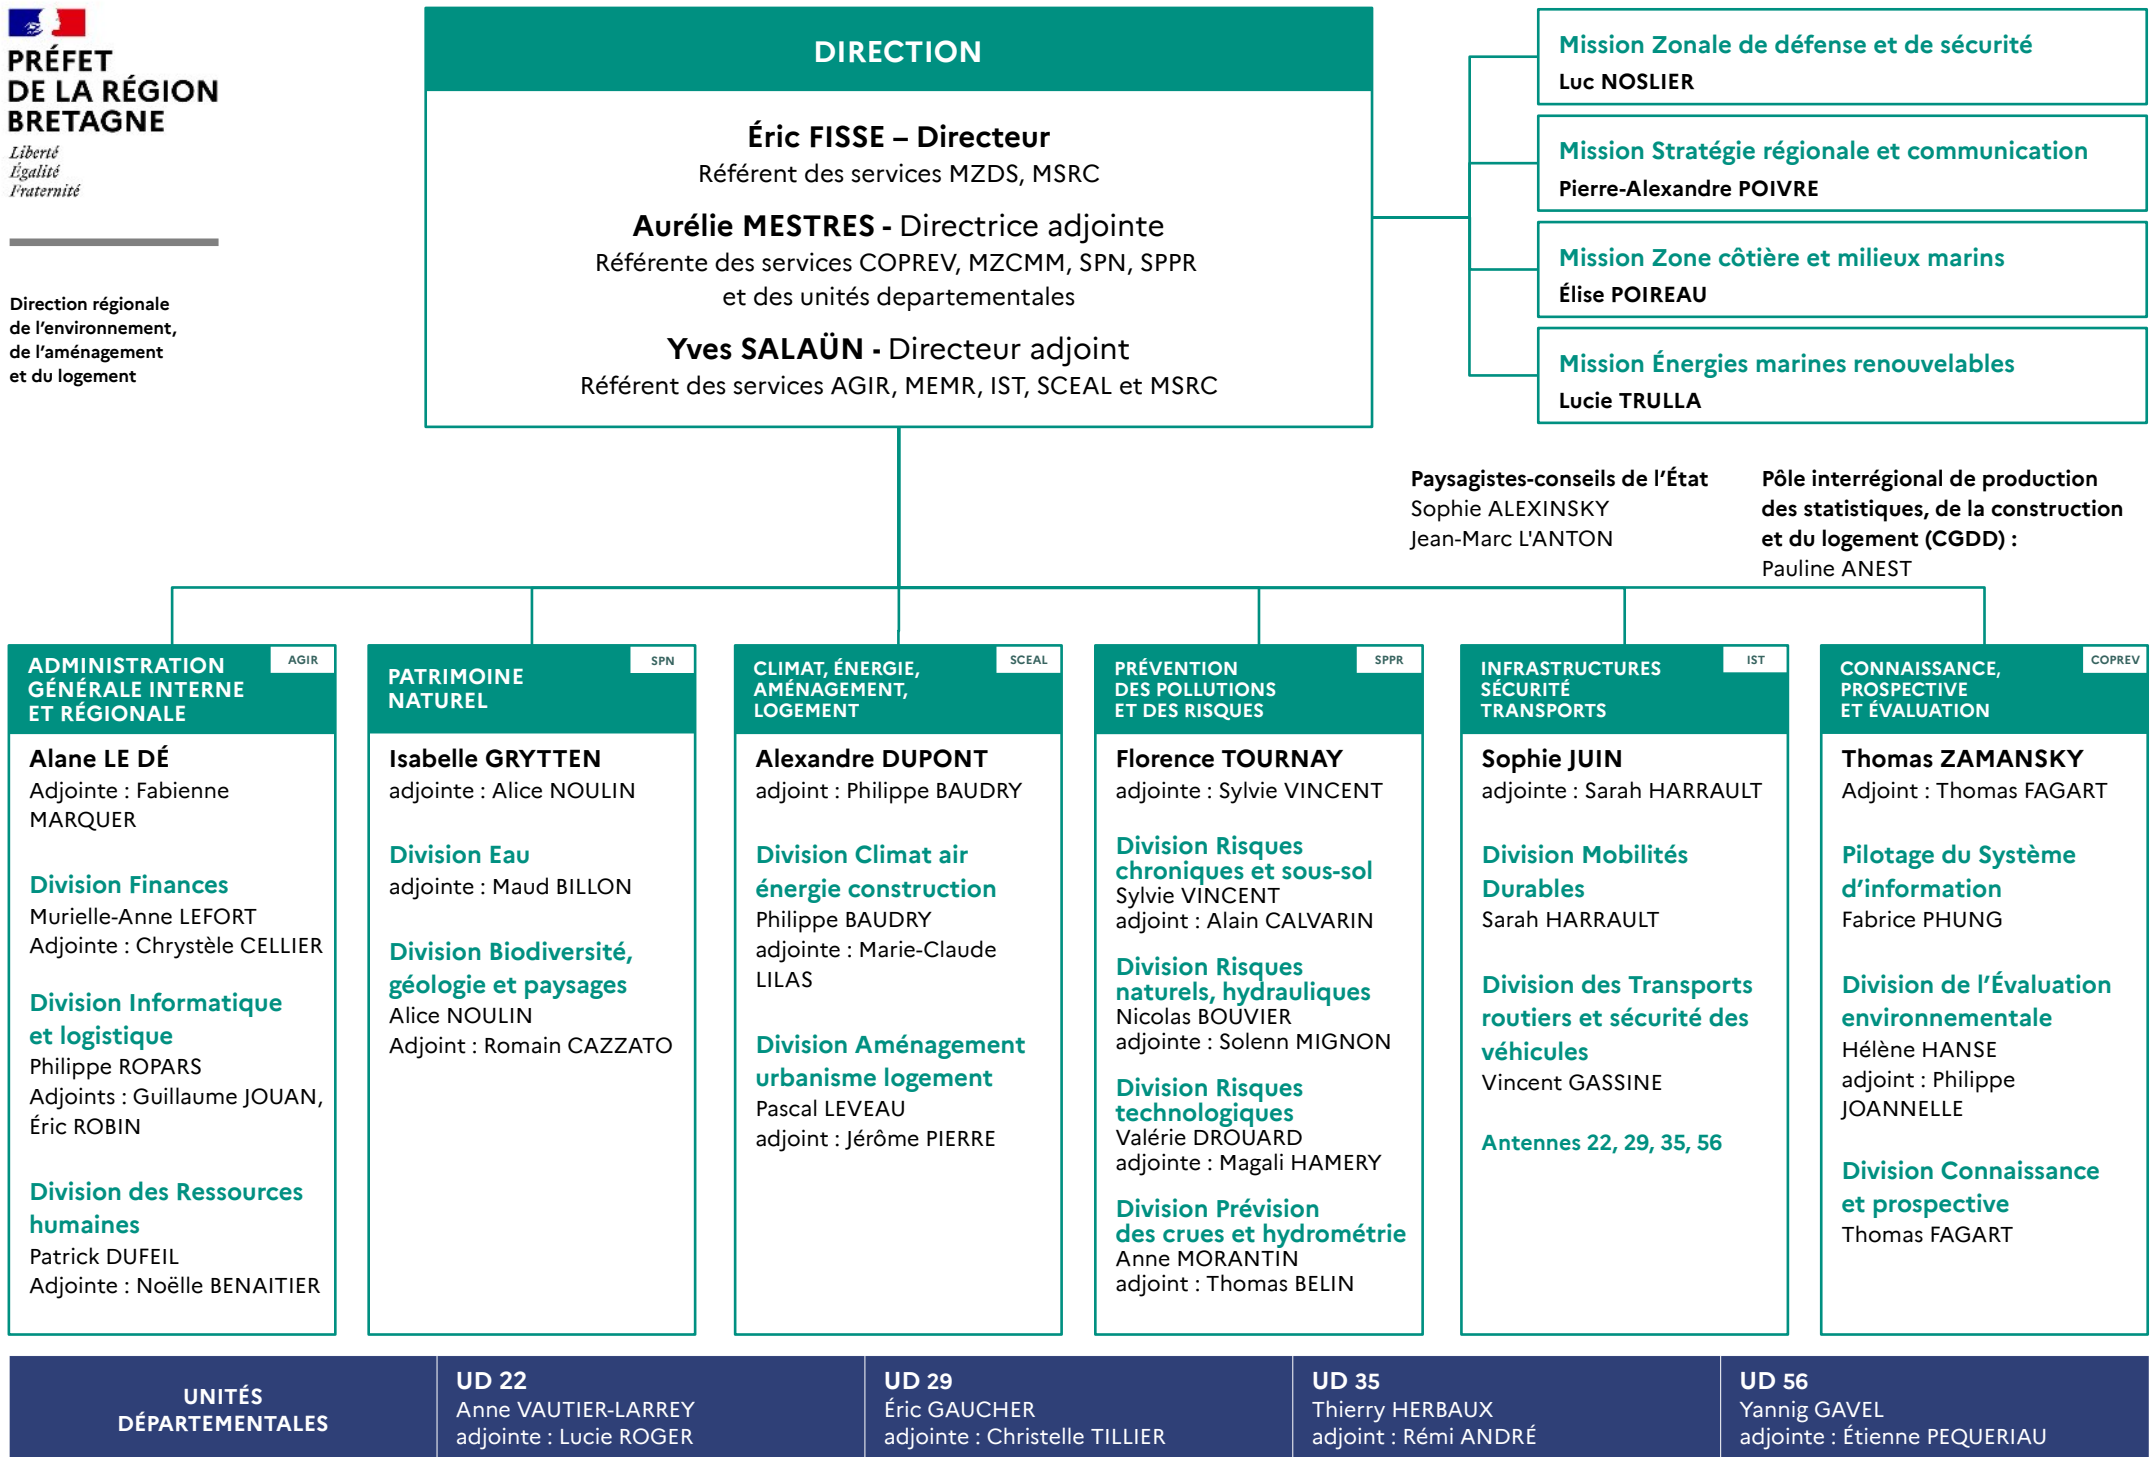 PRÉFET
DE LA RÉGION
BRETAGNE
Liberté
Égalité
Fraternité
Direction régionale
de l'environnement,
de l'aménagement
et du logement
DIRECTION
Éric FISSE – Directeur
Référent des services MZDS, MSRC
Aurélie MESTRES - Directrice adjointe
Référente des services COPREV, MZCMM, SPN, SPPR
et des unités departementales
Yves SALAÜN - Directeur adjoint
Référent des services AGIR, MEMR, IST, SCEAL et MSRC
Mission Zonale de défense et de sécurité
Luc NOSLIER
Mission Stratégie régionale et communication
Pierre-Alexandre POIVRE
Mission Zone côtière et milieux marins
Élise POIREAU
Mission Énergies marines renouvelables
Lucie TRULLA
Paysagistes-conseils de l'État
Sophie ALEXINSKY
Jean-Marc L'ANTON
Pôle interrégional de production
des statistiques, de la construction
et du logement (CGDD) :
Pauline ANEST
AGIR
ADMINISTRATION
GÉNÉRALE INTERNE
ET RÉGIONALE
Alane LE DÉ
Adjointe : Fabienne
MARQUER
Division Finances
Murielle-Anne LEFORT
Adjointe : Chrystèle CELLIER
Division Informatique
et logistique
Philippe ROPARS
Adjoints : Guillaume JOUAN,
Éric ROBIN
Division des Ressources
humaines
Patrick DUFEIL
Adjointe : Noëlle BENAITIER
SPN
PATRIMOINE
NATUREL
Isabelle GRYTTEN
adjointe : Alice NOULIN
Division Eau
adjointe : Maud BILLON
Division Biodiversité,
géologie et paysages
Alice NOULIN
Adjoint : Romain CAZZATO
SCEAL
CLIMAT, ÉNERGIE,
AMÉNAGEMENT,
LOGEMENT
Alexandre DUPONT
adjoint : Philippe BAUDRY
Division Climat air
énergie construction
Philippe BAUDRY
adjointe : Marie-Claude
LILAS
Division Aménagement
urbanisme logement
Pascal LEVEAU
adjoint : Jérôme PIERRE
SPPR
PRÉVENTION
DES POLLUTIONS
ET DES RISQUES
Florence TOURNAY
adjointe : Sylvie VINCENT
Division Risques
chroniques et sous-sol
Sylvie VINCENT
adjoint : Alain CALVARIN
Division Risques
naturels, hydrauliques
Nicolas BOUVIER
adjointe : Solenn MIGNON
Division Risques
technologiques
Valérie DROUARD
adjointe : Magali HAMERY
Division Prévision
des crues et hydrométrie
Anne MORANTIN
adjoint : Thomas BELIN
IST
INFRASTRUCTURES
SÉCURITÉ
TRANSPORTS
Sophie JUIN
adjointe : Sarah HARRAULT
Division Mobilités
Durables
Sarah HARRAULT
Division des Transports
routiers et sécurité des
véhicules
Vincent GASSINE
Antennes 22, 29, 35, 56
COPREV
CONNAISSANCE,
PROSPECTIVE
ET ÉVALUATION
Thomas ZAMANSKY
Adjoint : Thomas FAGART
Pilotage du Système
d'information
Fabrice PHUNG
Division de l'Évaluation
environnementale
Hélène HANSE
adjoint : Philippe
JOANNELLE
Division Connaissance
et prospective
Thomas FAGART
UNITÉS
DÉPARTEMENTALES
UD 22
Anne VAUTIER-LARREY
adjointe : Lucie ROGER
UD 29
Éric GAUCHER
adjointe : Christelle TILLIER
UD 35
Thierry HERBAUX
adjoint : Rémi ANDRÉ
UD 56
Yannig GAVEL
adjointe : Étienne PEQUERIAU